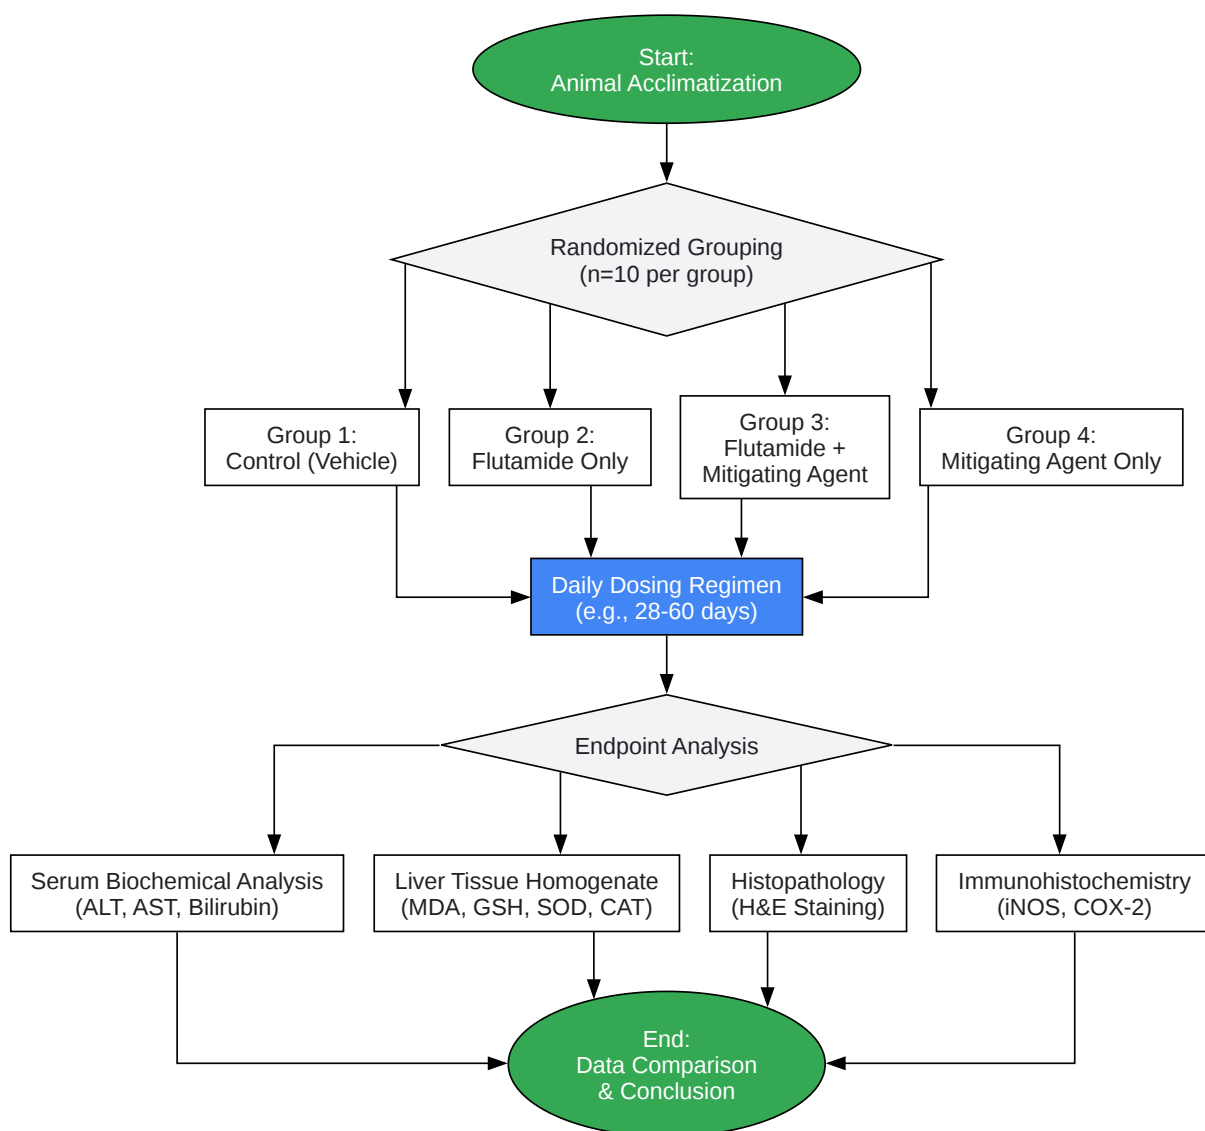 Start:
Animal Acclimatization
Randomized Grouping
(n=10 per group)
Group 1:
Control (Vehicle)
Group 2:
Flutamide Only
Group 3:
Flutamide +
Mitigating Agent
Group 4:
Mitigating Agent Only
Daily Dosing Regimen
(e.g., 28-60 days)
Endpoint Analysis
Serum Biochemical Analysis
(ALT, AST, Bilirubin)
Liver Tissue Homogenate
(MDA, GSH, SOD, CAT)
Histopathology
(H&E Staining)
Immunohistochemistry
(iNOS, COX-2)
End:
Data Comparison
& Conclusion